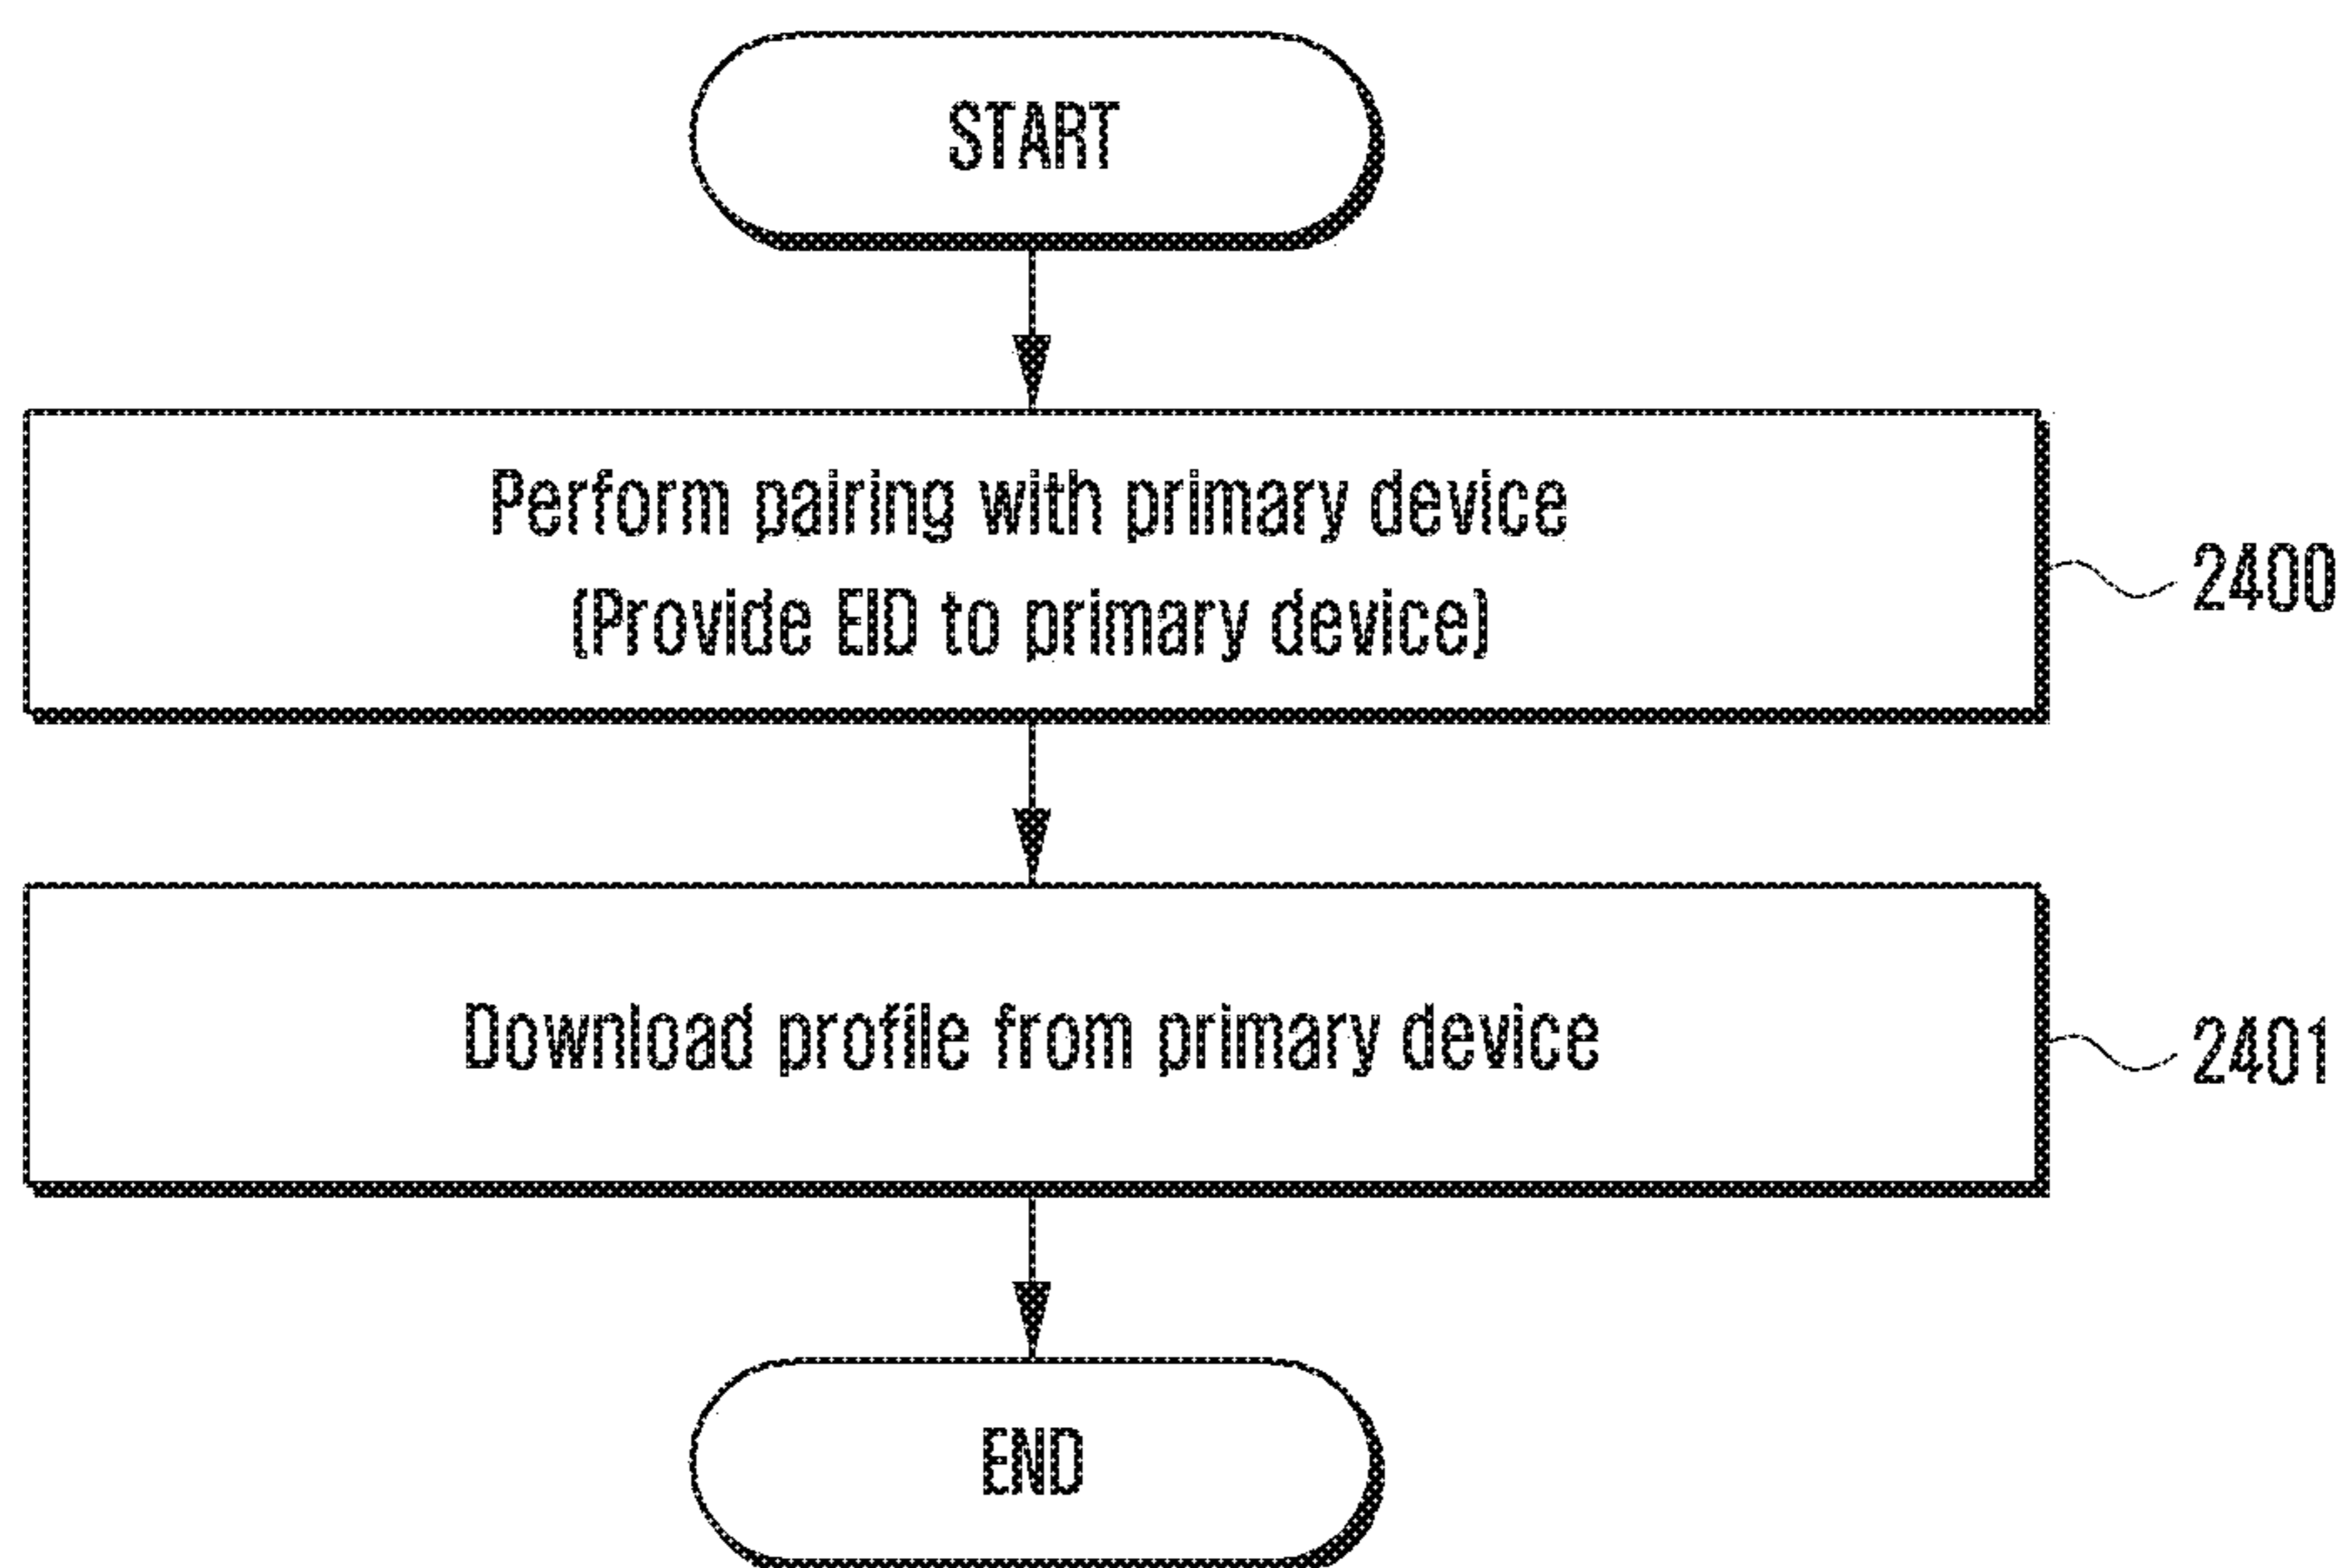 START
Perform pairing with primary device
(Provide EID to primary device)
2400
Download profile from primary device
2401
END